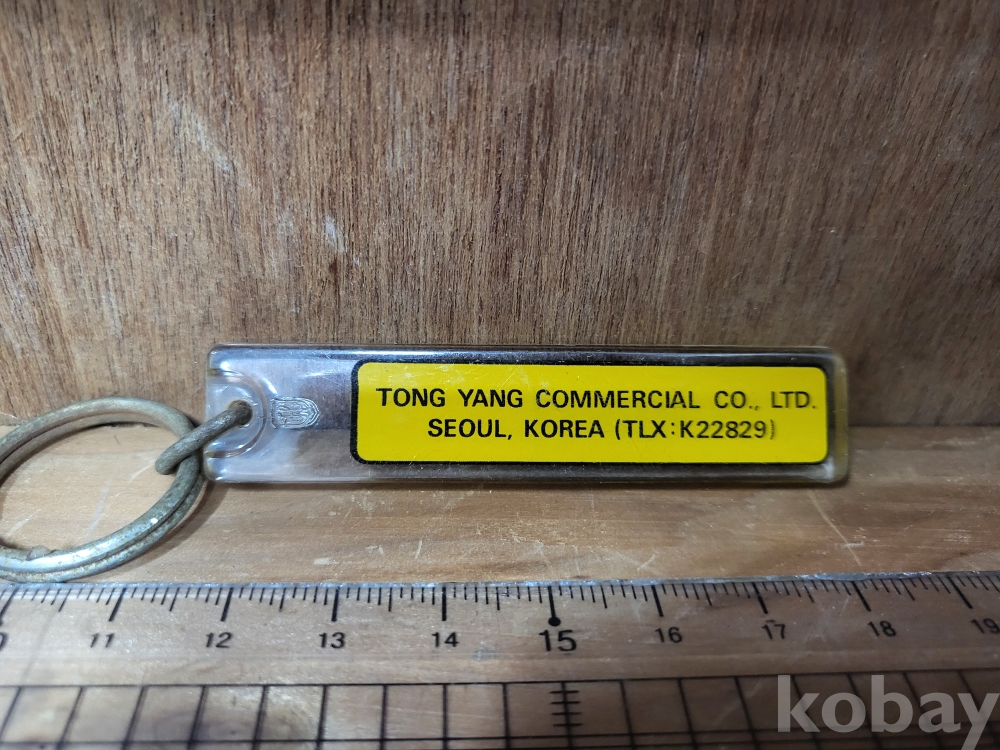 TONG YANG COMMERCIAL CO., LTD.
SEOUL, KOREA (TLX:K22829)
0 11 12 13 14 15 16 17 18 19
kobay